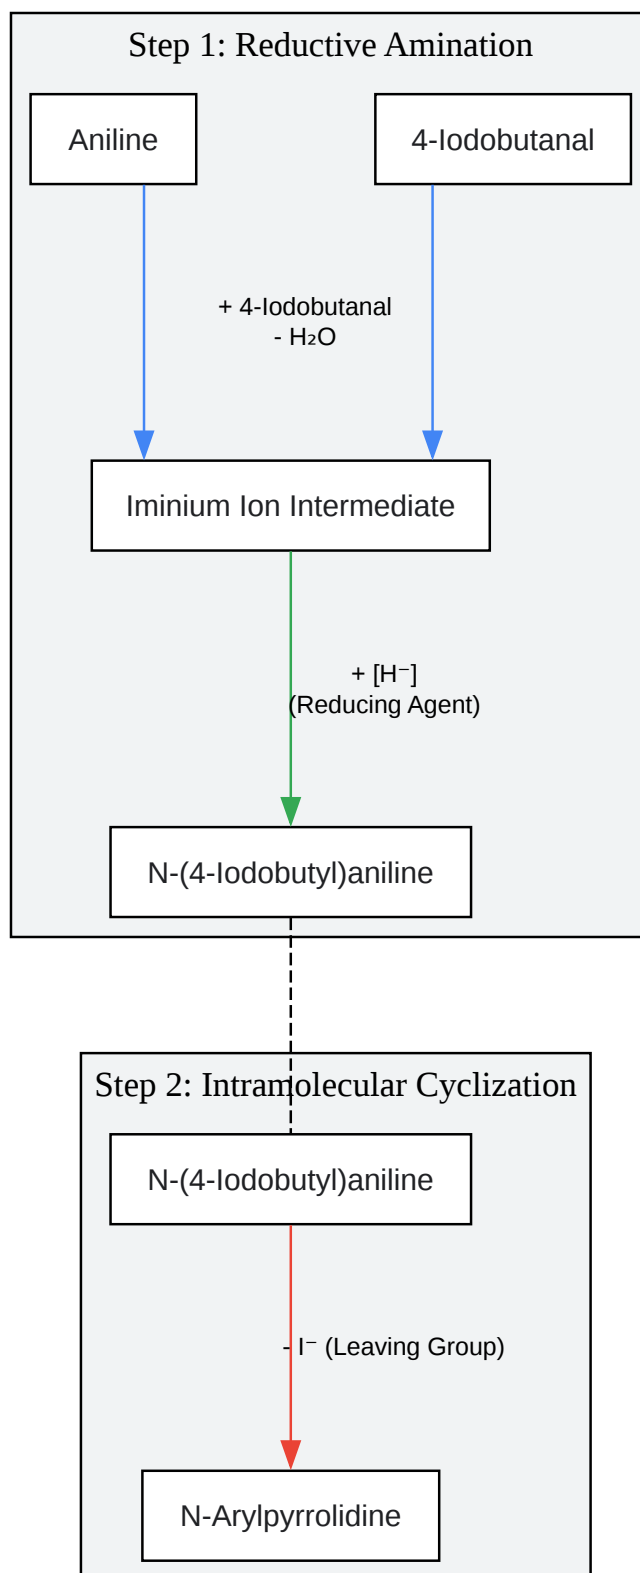 Step 1: Reductive Amination
Aniline
4-Iodobutanal
+ 4-Iodobutanal
- H₂O
Iminium Ion Intermediate
+ [H⁻]
(Reducing Agent)
N-(4-Iodobutyl)aniline
Step 2: Intramolecular Cyclization
N-(4-Iodobutyl)aniline
- I⁻ (Leaving Group)
N-Arylpyrrolidine